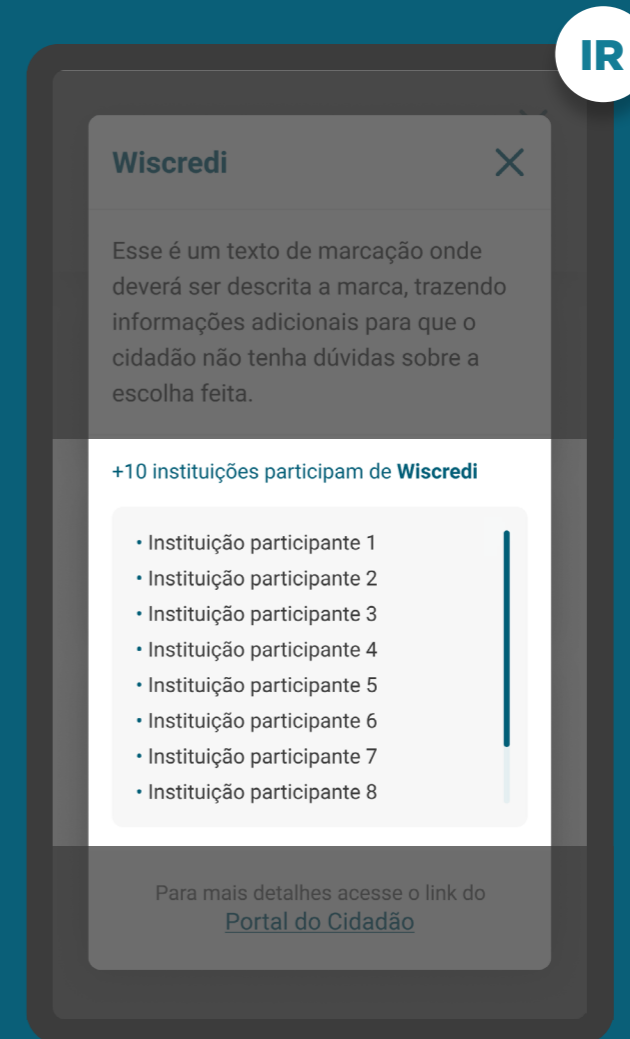 IR
Wiscredi
Esse é um texto de marcação onde
deverá ser descrita a marca, trazendo
informações adicionais para que o
cidadão não tenha dúvidas sobre a
escolha feita.
+10 instituições participam de Wiscredi
• Instituição participante 1
• Instituição participante 2
• Instituição participante 3
• Instituição participante 4
• Instituição participante 5
• Instituição participante 6
• Instituição participante 7
• Instituição participante 8
Para mais detalhes acesse o link do
Portal do Cidadão